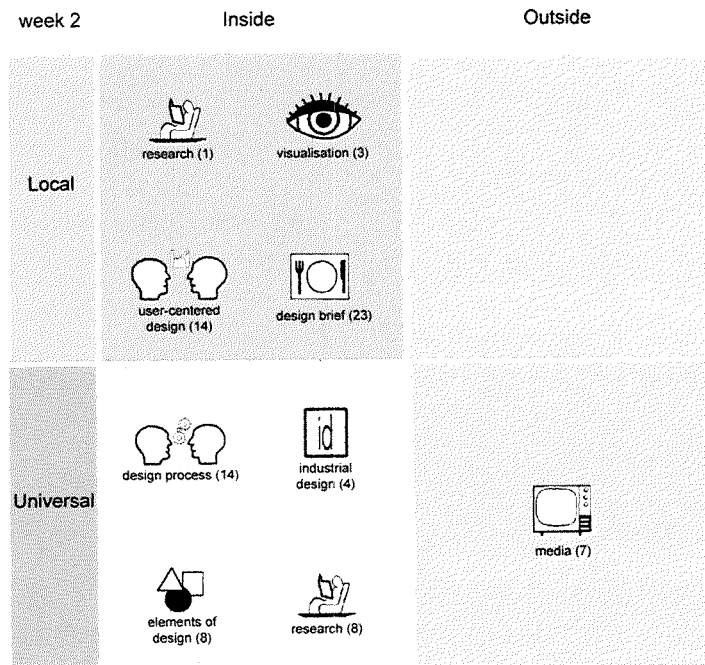 week 2
Inside
Outside
Local
research (1)
visualisation (3)
user-centered
design (14)
design brief (23)
Universal
design process (14)
id
industrial
design (4)
media (7)
elements of
design (8)
research (8)